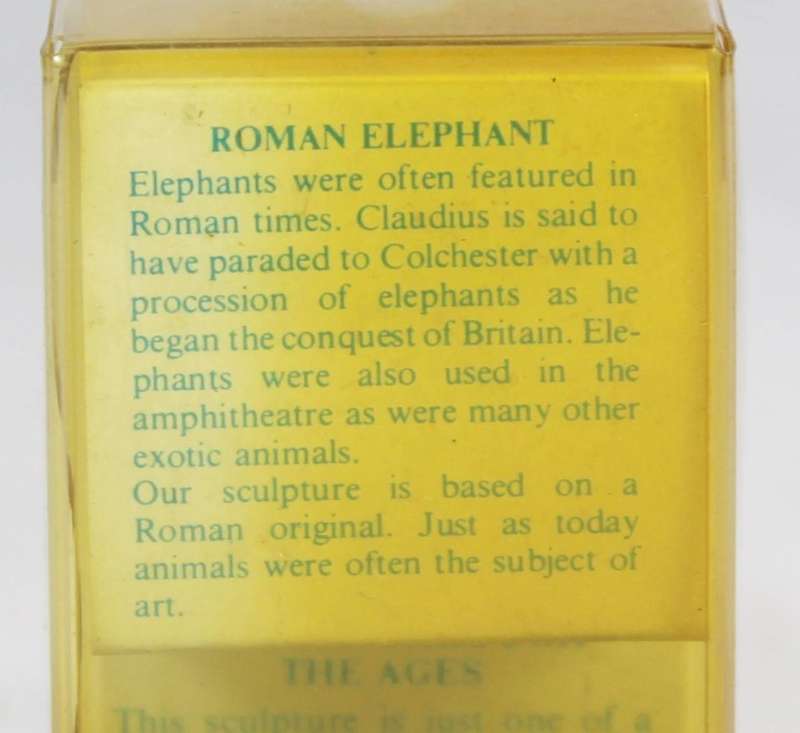 ROMAN ELEPHANT
Elephants were often featured in
Roman times. Claudius is said to
have paraded to Colchester with a
procession of elephants as he
began the conquest of Britain. Ele-
phants were also used in the
amphitheatre as were many other
exotic animals.
Our sculpture is based on a
Roman original. Just as today
animals were often the subject of
art.
THE AGES
This sculpture is just one of a